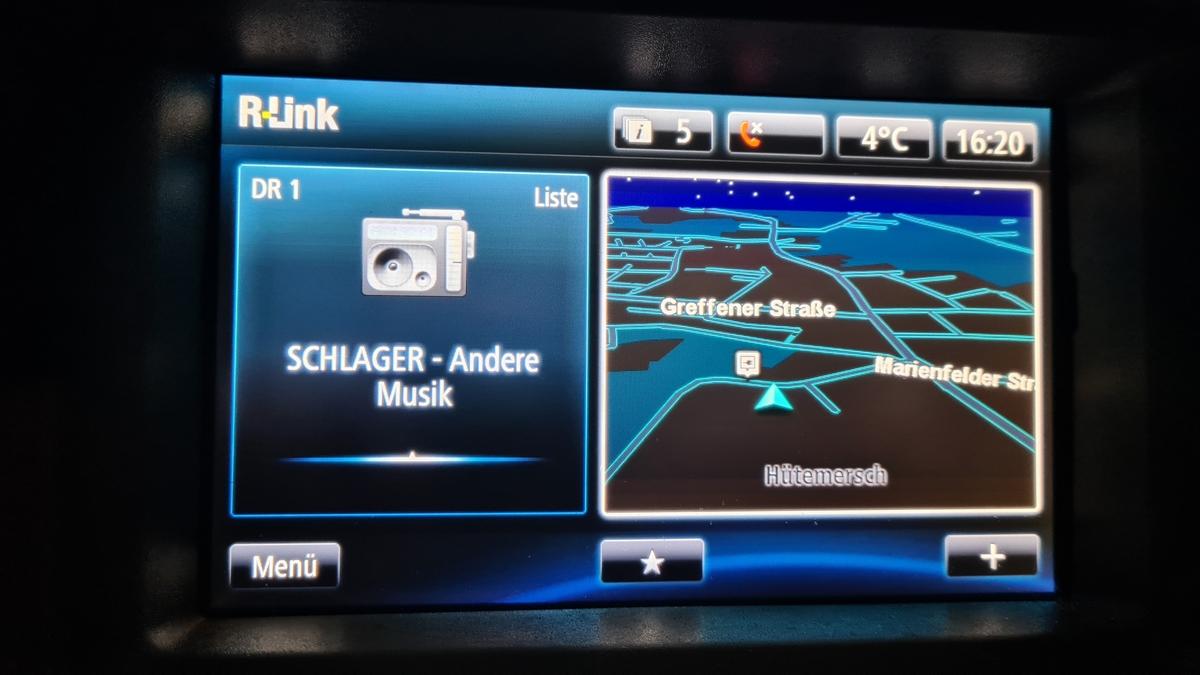 R-Link
5
4°C
16:20
DR 1
Liste
SCHLAGER - Andere
Musik
Greffener Straße
Marienfelder Str
Hütemersch
Menü